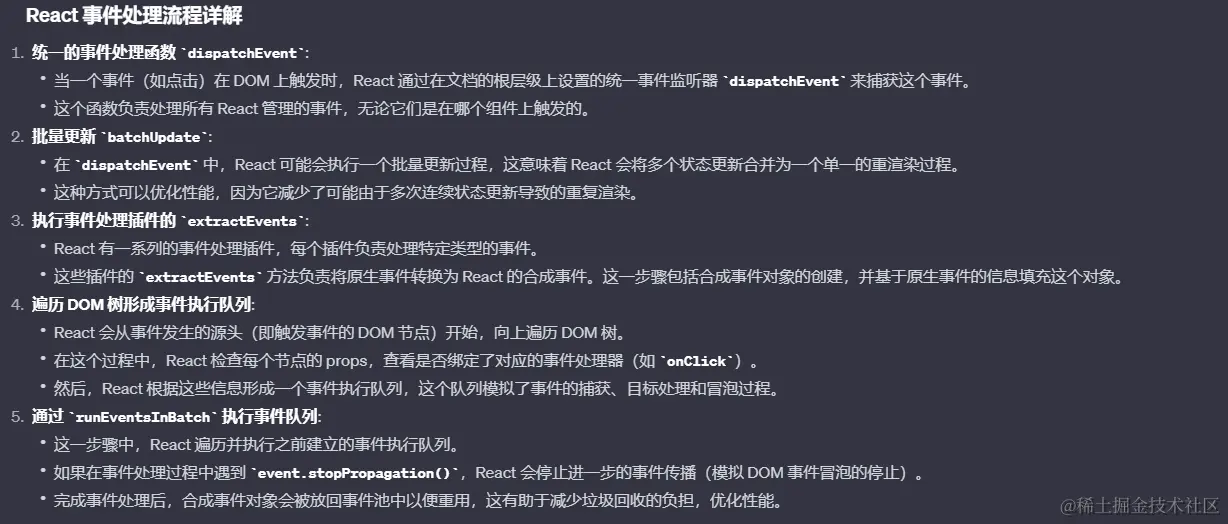 React 事件处理流程详解
1. 统一的事件处理函数 `dispatchEvent`:
• 当一个事件（如点击）在 DOM 上触发时，React 通过在文档的根层级上设置的统一事件监听器 `dispatchEvent` 来捕获这个事件。
• 这个函数负责处理所有 React 管理的事件，无论它们是在哪个组件上触发的。
2. 批量更新 `batchUpdate`:
• 在 `dispatchEvent` 中，React 可能会执行一个批量更新过程，这意味着 React 会将多个状态更新合并为一个单一的重渲染过程。
• 这种方式可以优化性能，因为它减少了可能由于多次连续状态更新导致的重复渲染。
3. 执行事件处理插件的 `extractEvents`:
• React 有一系列的事件处理插件，每个插件负责处理特定类型的事件。
• 这些插件的 `extractEvents` 方法负责将原生事件转换为 React 的合成事件。这一步骤包括合成事件对象的创建，并基于原生事件的信息填充这个对象。
4. 遍历 DOM 树形成事件执行队列:
• React 会从事件发生的源头（即触发事件的 DOM 节点）开始，向上遍历 DOM 树。
• 在这个过程中，React 检查每个节点的 props，查看是否绑定了对应的事件处理器（如 `onClick`）。
• 然后，React 根据这些信息形成一个事件执行队列，这个队列模拟了事件的捕获、目标处理和冒泡过程。
5. 通过 `runEventsInBatch` 执行事件队列:
• 这一步骤中，React 遍历并执行之前建立的事件执行队列。
• 如果在事件处理过程中遇到 `event.stopPropagation()`，React 会停止进一步的事件传播（模拟 DOM 事件冒泡的停止）。
• 完成事件处理后，合成事件对象会被放回事件池中以便重用，这有助于减少垃圾回收的负担，优化性能。
@稀土掘金技术社区